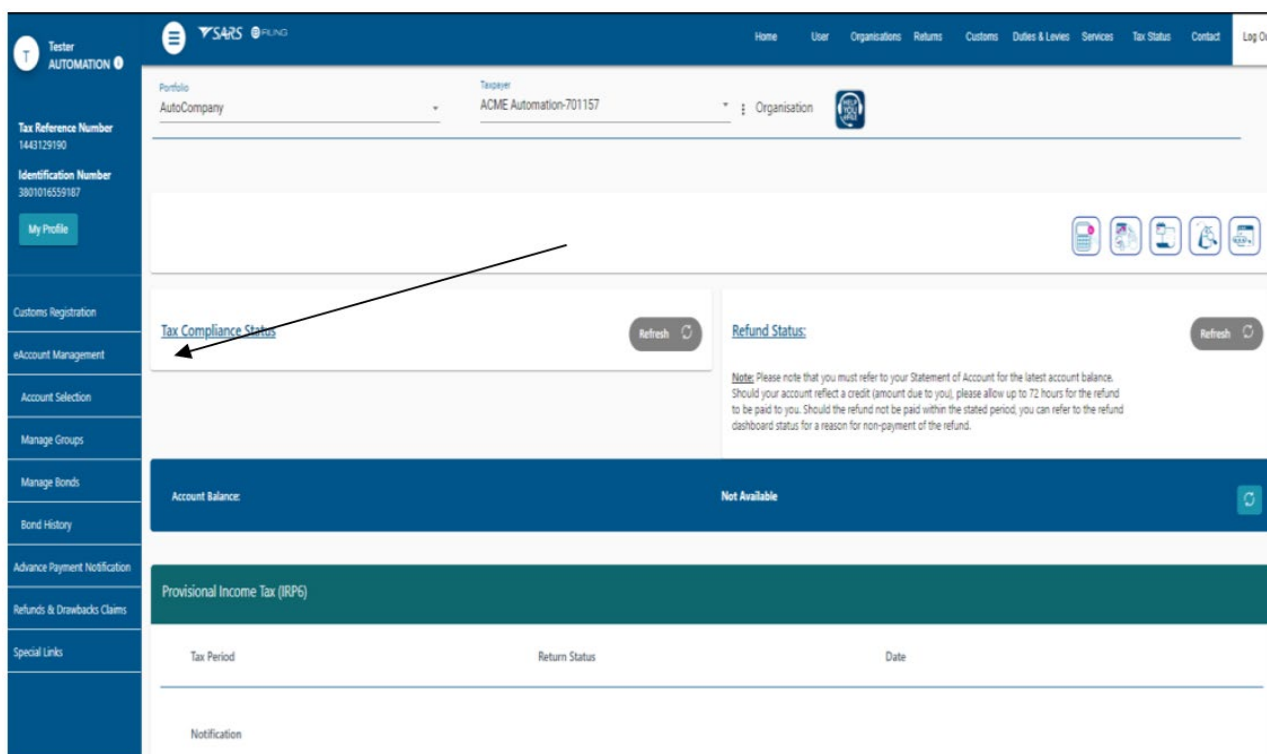 T
Tester
AUTOMATION
Tax Reference Number
1443129190
Identification Number
3801016559187
My Profile
Customs Registration
eAccount Management
Account Selection
Manage Groups
Manage Bonds
Bond History
Advance Payment Notification
Refunds & Drawbacks Claims
Special Links
SARS eFILING
Home User Organisations Returns Customs Duties & Levies Services Tax Status Contact Log Ou
Portfolio
AutoCompany
Taxpayer
ACME Automation-701157
Organisation
HELP YOU eFILE
Tax Compliance Status
Refresh
Refund Status:
Refresh
Note: Please note that you must refer to your Statement of Account for the latest account balance.
Should your account reflect a credit (amount due to you), please allow up to 72 hours for the refund
to be paid to you. Should the refund not be paid within the stated period, you can refer to the refund
dashboard status for a reason for non-payment of the refund.
Account Balance:
Not Available
Provisional Income Tax (IRP6)
Tax Period Return Status Date
Notification